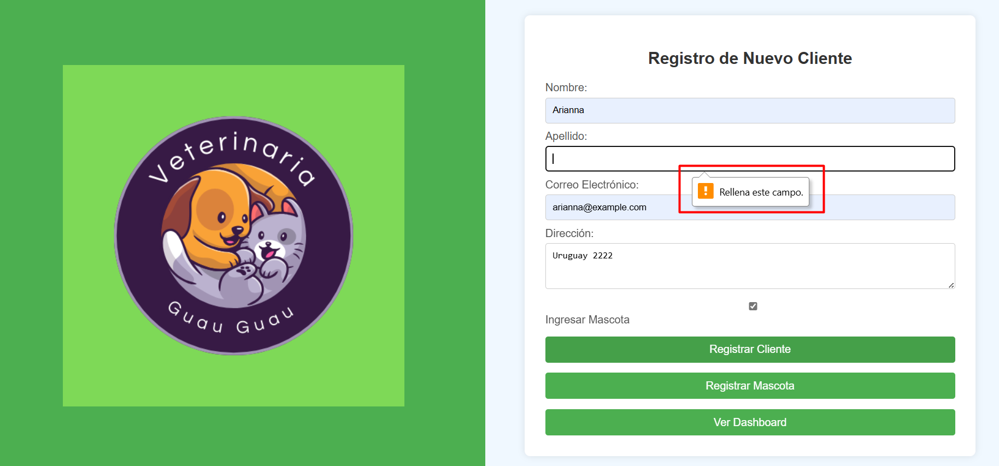 Veterinaria
Guau Guau
Registro de Nuevo Cliente
Nombre:
Arianna
Apellido:
Rellena este campo.
Correo Electrónico:
arianna@example.com
Dirección:
Uruguay 2222
Ingresar Mascota
Registrar Cliente
Registrar Mascota
Ver Dashboard